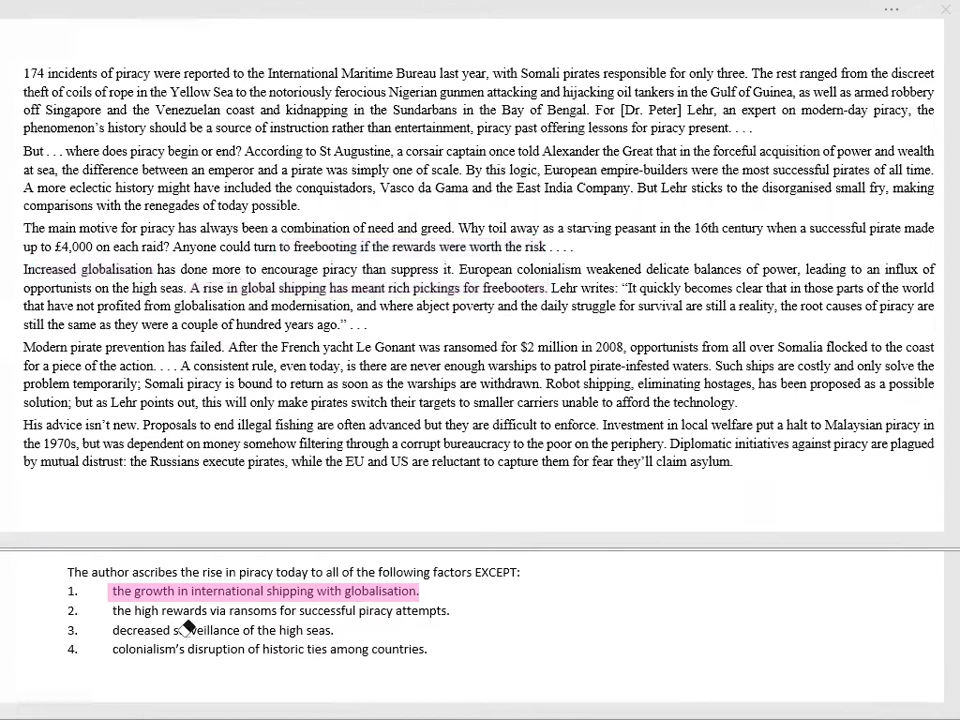 174 incidents of piracy were reported to the International Maritime Bureau last year, with Somali pirates responsible for only three. The rest ranged from the discreet
theft of coils of rope in the Yellow Sea to the notoriously ferocious Nigerian gunmen attacking and hijacking oil tankers in the Gulf of Guinea, as well as armed robbery
off Singapore and the Venezuelan coast and kidnapping in the Sundarbans in the Bay of Bengal. For [Dr. Peter] Lehr, an expert on modern-day piracy, the
phenomenon’s history should be a source of instruction rather than entertainment, piracy past offering lessons for piracy present. . . .
But . . . where does piracy begin or end? According to St Augustine, a corsair captain once told Alexander the Great that in the forceful acquisition of power and wealth
at sea, the difference between an emperor and a pirate was simply one of scale. By this logic, European empire-builders were the most successful pirates of all time.
A more eclectic history might have included the conquistadors, Vasco da Gama and the East India Company. But Lehr sticks to the disorganised small fry, making
comparisons with the renegades of today possible.
The main motive for piracy has always been a combination of need and greed. Why toil away as a starving peasant in the 16th century when a successful pirate made
up to £4,000 on each raid? Anyone could turn to freebooting if the rewards were worth the risk . . . .
Increased globalisation has done more to encourage piracy than suppress it. European colonialism weakened delicate balances of power, leading to an influx of
opportunists on the high seas. A rise in global shipping has meant rich pickings for freebooters. Lehr writes: “It quickly becomes clear that in those parts of the world
that have not profited from globalisation and modernisation, and where abject poverty and the daily struggle for survival are still a reality, the root causes of piracy are
still the same as they were a couple of hundred years ago.” . . .
Modern pirate prevention has failed. After the French yacht Le Gonant was ransomed for $2 million in 2008, opportunists from all over Somalia flocked to the coast
for a piece of the action. . . . A consistent rule, even today, is there are never enough warships to patrol pirate-infested waters. Such ships are costly and only solve the
problem temporarily; Somali piracy is bound to return as soon as the warships are withdrawn. Robot shipping, eliminating hostages, has been proposed as a possible
solution; but as Lehr points out, this will only make pirates switch their targets to smaller carriers unable to afford the technology.
His advice isn’t new. Proposals to end illegal fishing are often advanced but they are difficult to enforce. Investment in local welfare put a halt to Malaysian piracy in
the 1970s, but was dependent on money somehow filtering through a corrupt bureaucracy to the poor on the periphery. Diplomatic initiatives against piracy are plagued
by mutual distrust: the Russians execute pirates, while the EU and US are reluctant to capture them for fear they’ll claim asylum.
The author ascribes the rise in piracy today to all of the following factors EXCEPT:
1. the growth in international shipping with globalisation.
2. the high rewards via ransoms for successful piracy attempts.
3. decreased surveillance of the high seas.
4. colonialism’s disruption of historic ties among countries.